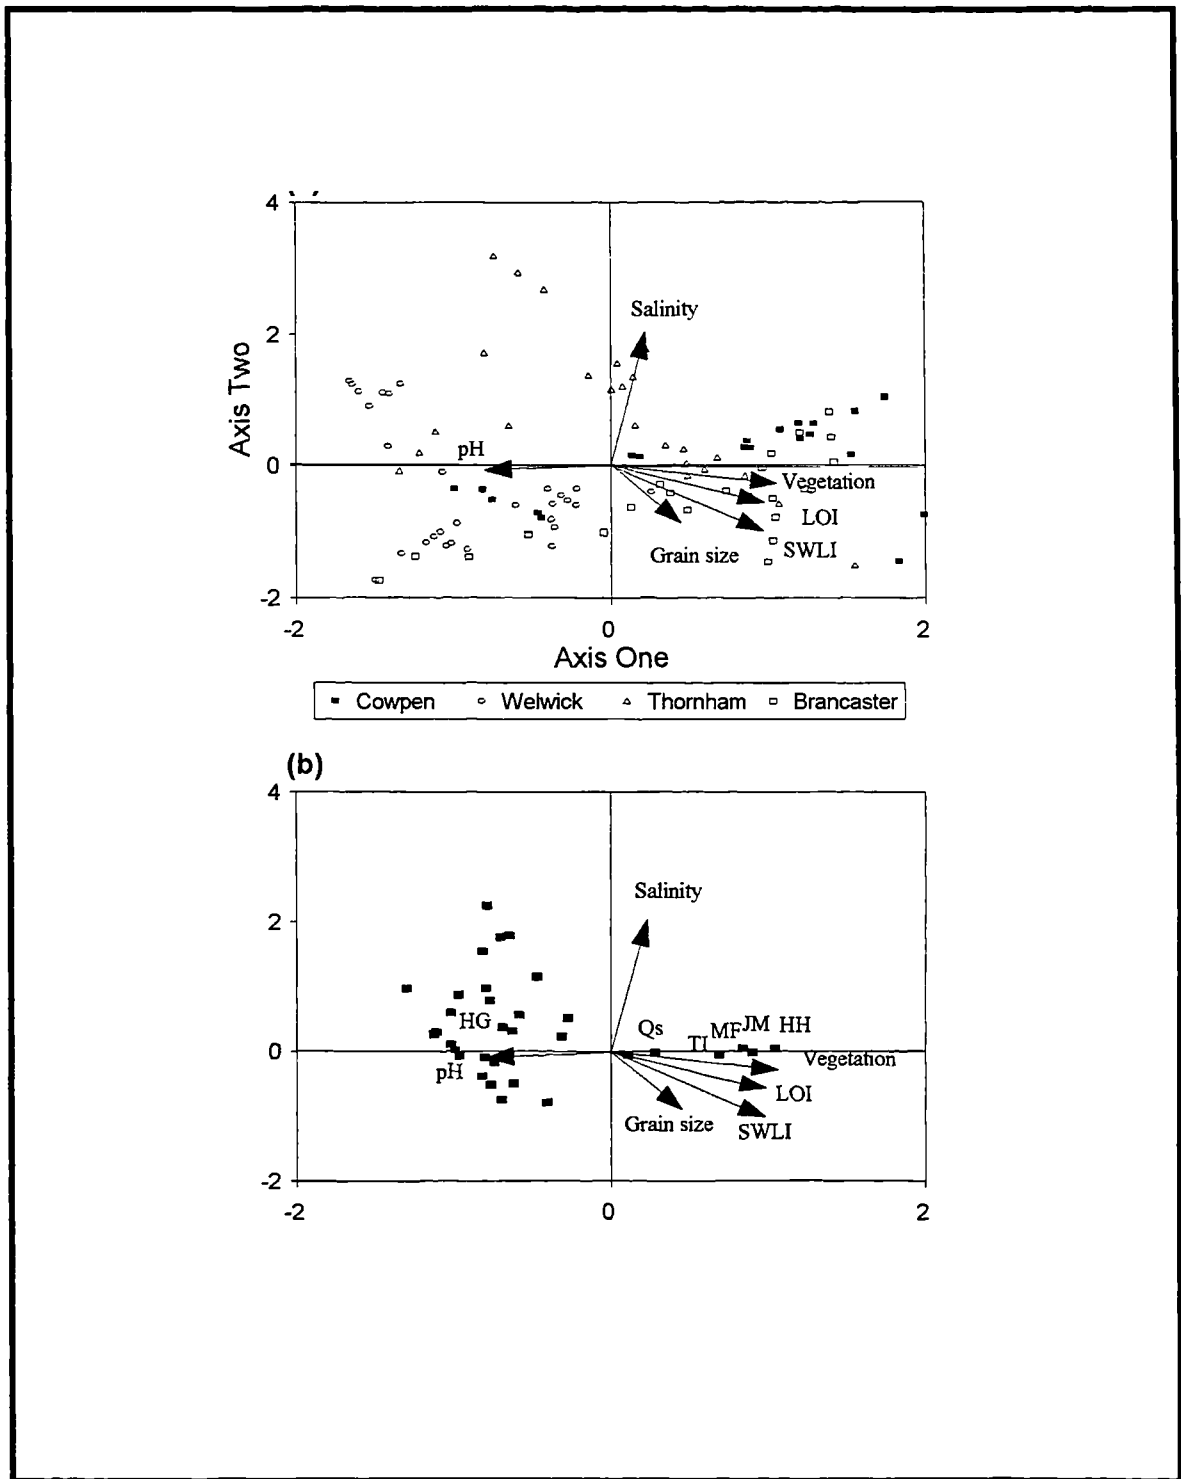 4
Salinity
2
Axis Two
pH
0
Vegetation
LOI
SWLI
Grain size
-2
-2 0 2
Axis One
Cowpen Welwick Thornham Brancaster
(b)
4
Salinity
2
HG
Qs TI MF JM HH
0
Vegetation
pH
LOI
Grain size
SWLI
-2
-2 0 2